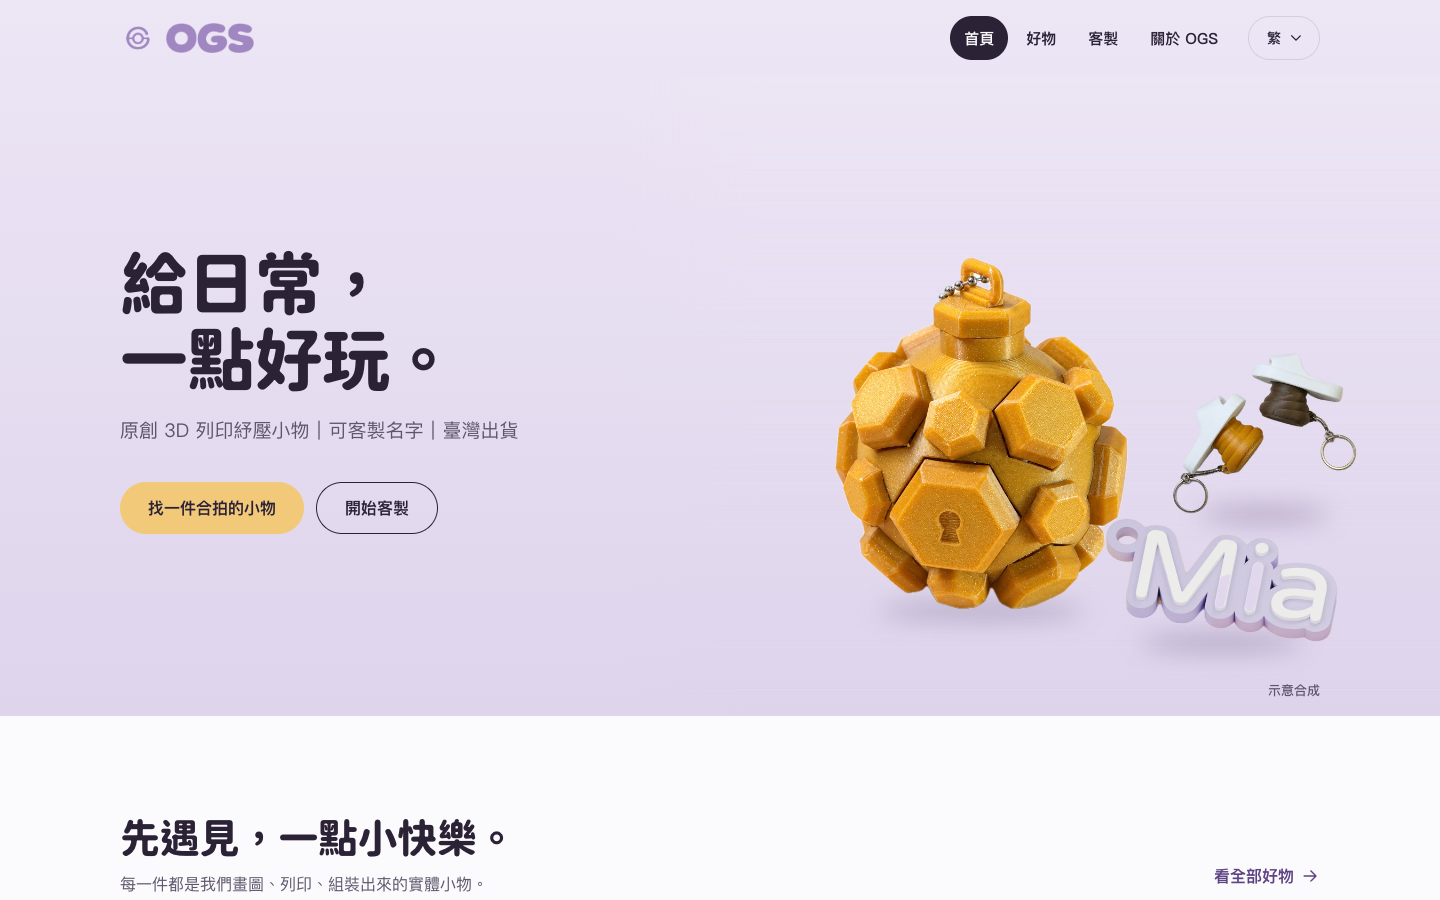 OGS
首頁
好物
客製
關於 OGS
繁
給日常，
一點好玩。
原創 3D 列印紓壓小物｜可客製名字｜臺灣出貨
找一件合拍的小物
開始客製
Mia
示意合成
先遇見，一點小快樂。
每一件都是我們畫圖、列印、組裝出來的實體小物。
看全部好物